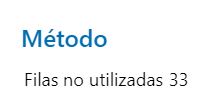 Método
Filas no utilizadas 33